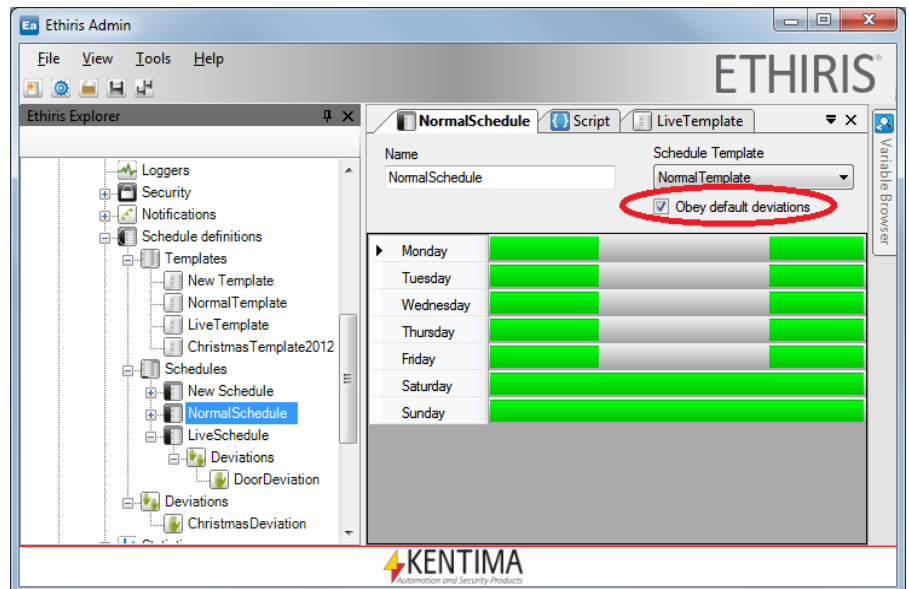 Ea Ethiris Admin
File View Tools Help
ETHIRIS®
Ethiris Explorer
NormalSchedule
Script
LiveTemplate
Variable Browser
Name
Schedule Template
NormalSchedule
NormalTemplate
Obey default deviations
Loggers
Security
Notifications
Schedule definitions
Templates
New Template
NormalTemplate
LiveTemplate
ChristmasTemplate2012
Schedules
New Schedule
NormalSchedule
LiveSchedule
Deviations
DoorDeviation
Deviations
ChristmasDeviation
Monday
Tuesday
Wednesday
Thursday
Friday
Saturday
Sunday
KENTIMA
Automation and Security Products